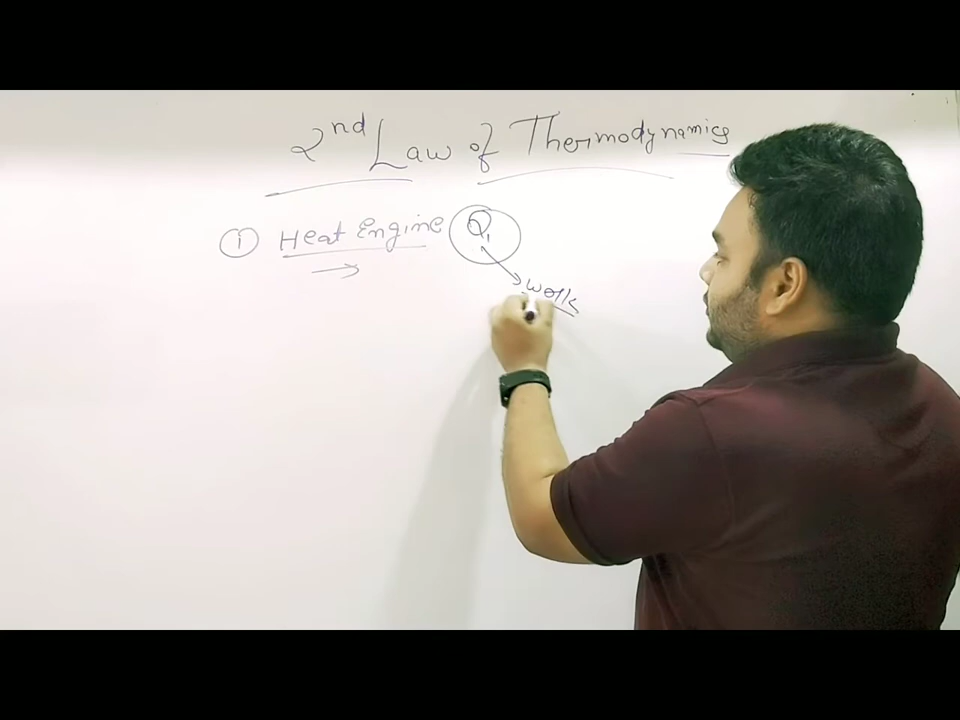 2nd Law of Thermodynamics
① Heat Engine Q1
→ work